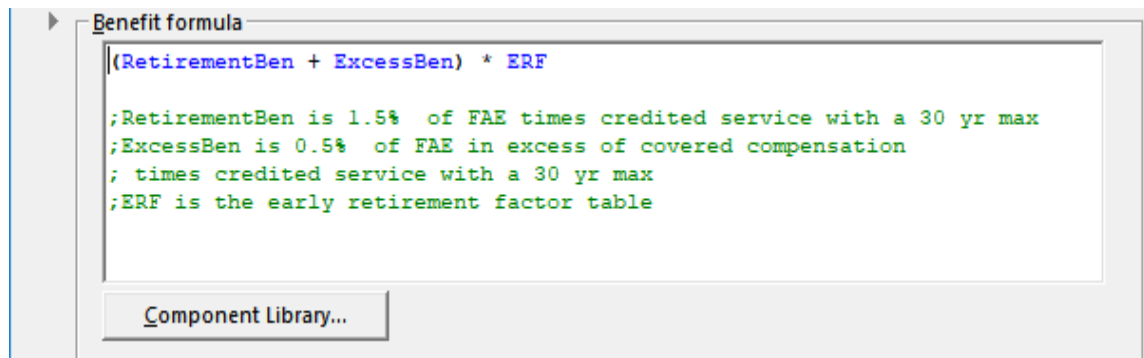 Benefit formula
(RetirementBen + ExcessBen) * ERF
;RetirementBen is 1.5%  of FAE times credited service with a 30 yr max
;ExcessBen is 0.5%  of FAE in excess of covered compensation
; times credited service with a 30 yr max
;ERF is the early retirement factor table
Component Library...